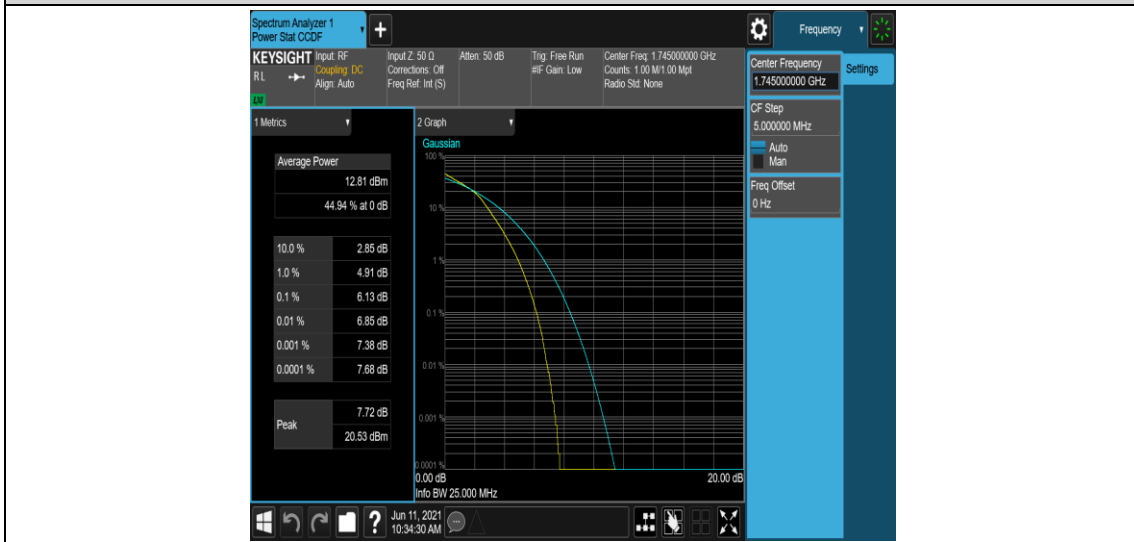 Spectrum Analyzer 1
Power Stat CCDF
+
Frequency
KEYSIGHT
RL
LXI
Input: RF
Coupling: DC
Align: Auto
Input Z: 50 Ω
Corrections: Off
Freq Ref: Int (S)
Atten: 50 dB
Trig: Free Run
#IF Gain: Low
Center Freq: 1.745000000 GHz
Counts: 1.00 M/1.00 Mpt
Radio Std: None
Center Frequency
1.745000000 GHz
Settings
CF Step
5.000000 MHz
Auto
Man
Freq Offset
0 Hz
1 Metrics
Average Power
12.81 dBm
44.94 % at 0 dB
10.0 % 2.85 dB
1.0 % 4.91 dB
0.1 % 6.13 dB
0.01 % 6.85 dB
0.001 % 7.38 dB
0.0001 % 7.68 dB
Peak
7.72 dB
20.53 dBm
2 Graph
Gaussian
100 %
10 %
1 %
0.1 %
0.01 %
0.001 %
0.0001 %
0.00 dB 20.00 dB
Info BW 25.000 MHz
?
Jun 11, 2021
10:34:30 AM